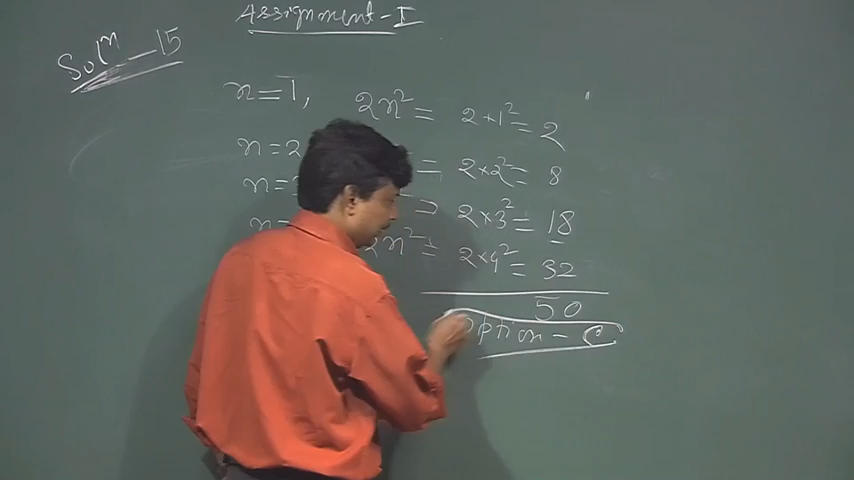 Assignment - I
Solⁿ - 15
n = 1, 2n² = 2×1² = 2
n = 2 = 2×2² = 8
n = = 2×3² = 18
n = 2n² = 2×4² = 32
50
option - C